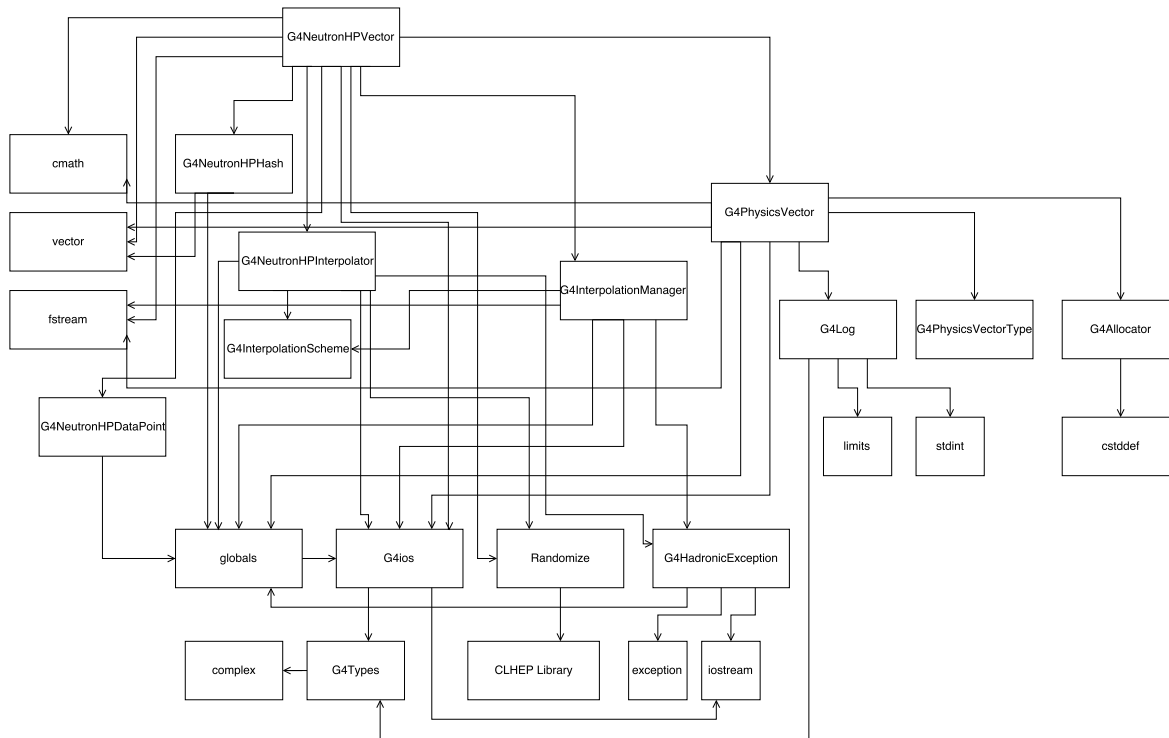 G4NeutronHPVector
cmath
G4NeutronHPHash
G4PhysicsVector
vector
G4NeutronHPInterpolator
G4InterpolationManager
fstream
G4InterpolationScheme
G4Log
G4PhysicsVectorType
G4Allocator
G4NeutronHPDataPoint
limits
stdint
cstddef
globals
G4ios
Randomize
G4HadronicException
complex
G4Types
CLHEP Library
exception
iostream